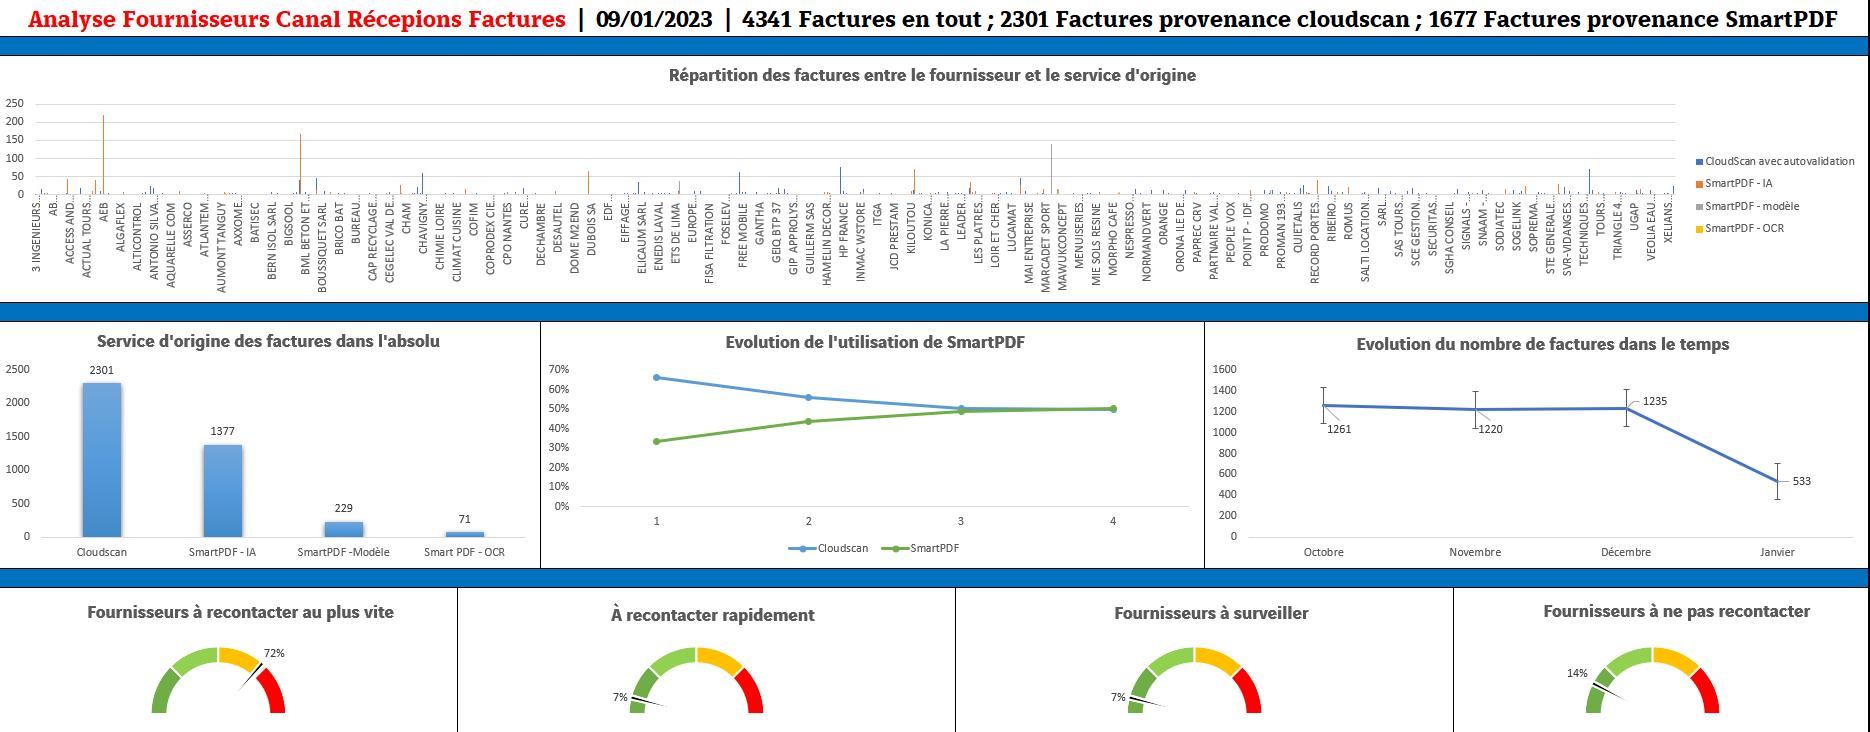 Analyse Fournisseurs Canal Récepions Factures | 09/01/2023 | 4341 Factures en tout ; 2301 Factures provenance cloudscan ; 1677 Factures provenance SmartPDF
Répartition des factures entre le fournisseur et le service d'origine
250
200
150
100
50
0
3 INGENIEURS...
AB...
ACCESS AND...
ACTUAL TOURS...
AEB
ALGAFLEX
ALTICONTROL
ANTONIO SILVA...
AQUARELLE COM
ASSERCO
ATLANTEM...
AUMONT TANGUY
AXXOME...
BATISEC
BERN ISOL SARL
BIGSOOL
BML BETON ET...
BOUSSIQUET SARL
BRICO BAT
BUREAU...
CAP RECYCLAGE...
CEGELEC VAL DE...
CHAM
CHAVIGNY...
CHIMIE LOIRE
CLIMAT CUISINE
COFIM
COPRODEX CIE...
CPO NANTES
CURE...
DECHAMBRE
DESAUTEL
DOME M2END
DUBOIS SA
EDF
EIFFAGE...
ELICAUM SARL
ENEDIS LAVAL
ETS DE LIMA
EUROPE...
FISA FILTRATION
FOSELEV...
FREE MOBILE
GANTHA
GEIQ BTP 37
GIP APPROLYS...
GUILLERM SAS
HAMELIN DECOR...
HP FRANCE
INMAC WSTORE
ITGA
JCD PRESTAM
KILOUTOU
KONICA...
LA PIERRE...
LEADER...
LES PLATRES...
LOIR ET CHER...
LUCAMAT
MAI ENTREPRISE
MARCADET SPORT
MAWUKCONCEPT
MENUISERIES...
MIE SOLS RESINE
MORPHO CAFE
NESPRESSO...
NORMANDVERT
ORANGE
ORONA ILE DE...
PAPREC CRV
PARTNAIRE VAL...
PEOPLE VOX
POINT P - IDF...
PRODOMO
PROMAN 193...
QUIETALIS
RECORD PORTES...
RIBEIRO...
ROMUS
SALTI LOCATION...
SARL...
SAS TOURS...
SCE GESTION...
SECURITAS...
SGHA CONSEIL
SIGNALS -...
SNAAM -...
SODIATEC
SOGELINK
SOPREMA...
STE GENERALE...
SVR-VIDANGES...
TECHNIQUES...
TOURS...
TRIANGLE 4...
UGAP
VEOLIA EAU...
XELIANS...
CloudScan avec autovalidation
SmartPDF - IA
SmartPDF - modèle
SmartPDF - OCR
Service d'origine des factures dans l'absolu
2500
2000
1500
1000
500
0
2301
1377
229
71
Cloudscan
SmartPDF - IA
SmartPDF -Modèle
Smart PDF - OCR
Evolution de l'utilisation de SmartPDF
70%
60%
50%
40%
30%
20%
10%
0%
1
2
3
4
Cloudscan
SmartPDF
Evolution du nombre de factures dans le temps
1600
1400
1200
1000
800
600
400
200
0
1261
1220
1235
533
Octobre
Novembre
Décembre
Janvier
Fournisseurs à recontacter au plus vite
72%
À recontacter rapidement
7%
Fournisseurs à surveiller
7%
Fournisseurs à ne pas recontacter
14%